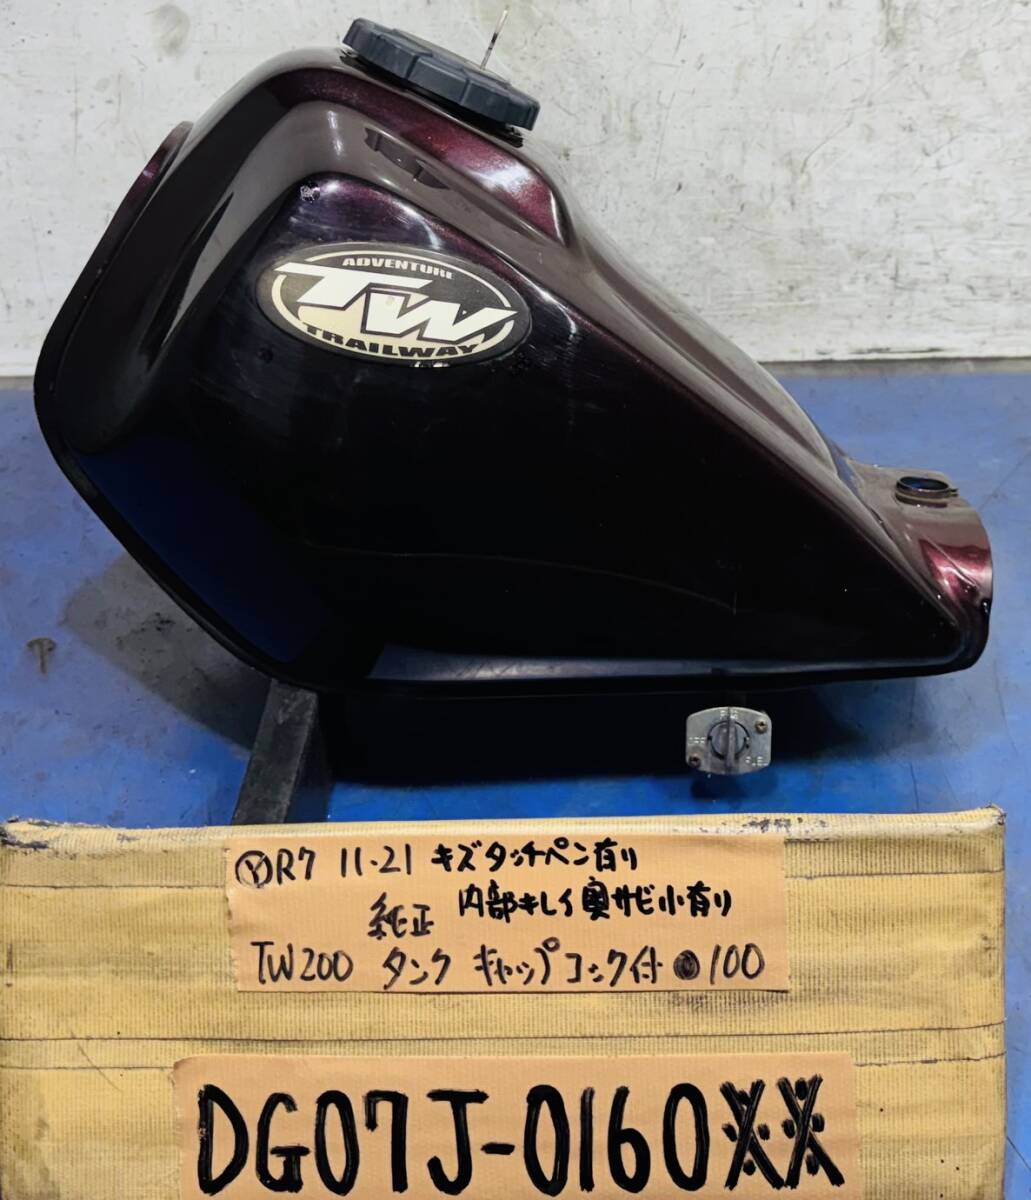 ADVENTURE
TW
TRAILWAY
OFF
FUEL
ⓎR7 11・21 キズタッチペン有り
純正 内部キレイ奥サビ小有り
TW200 タンク キャップコック付 ●100
DG07J-0160※※